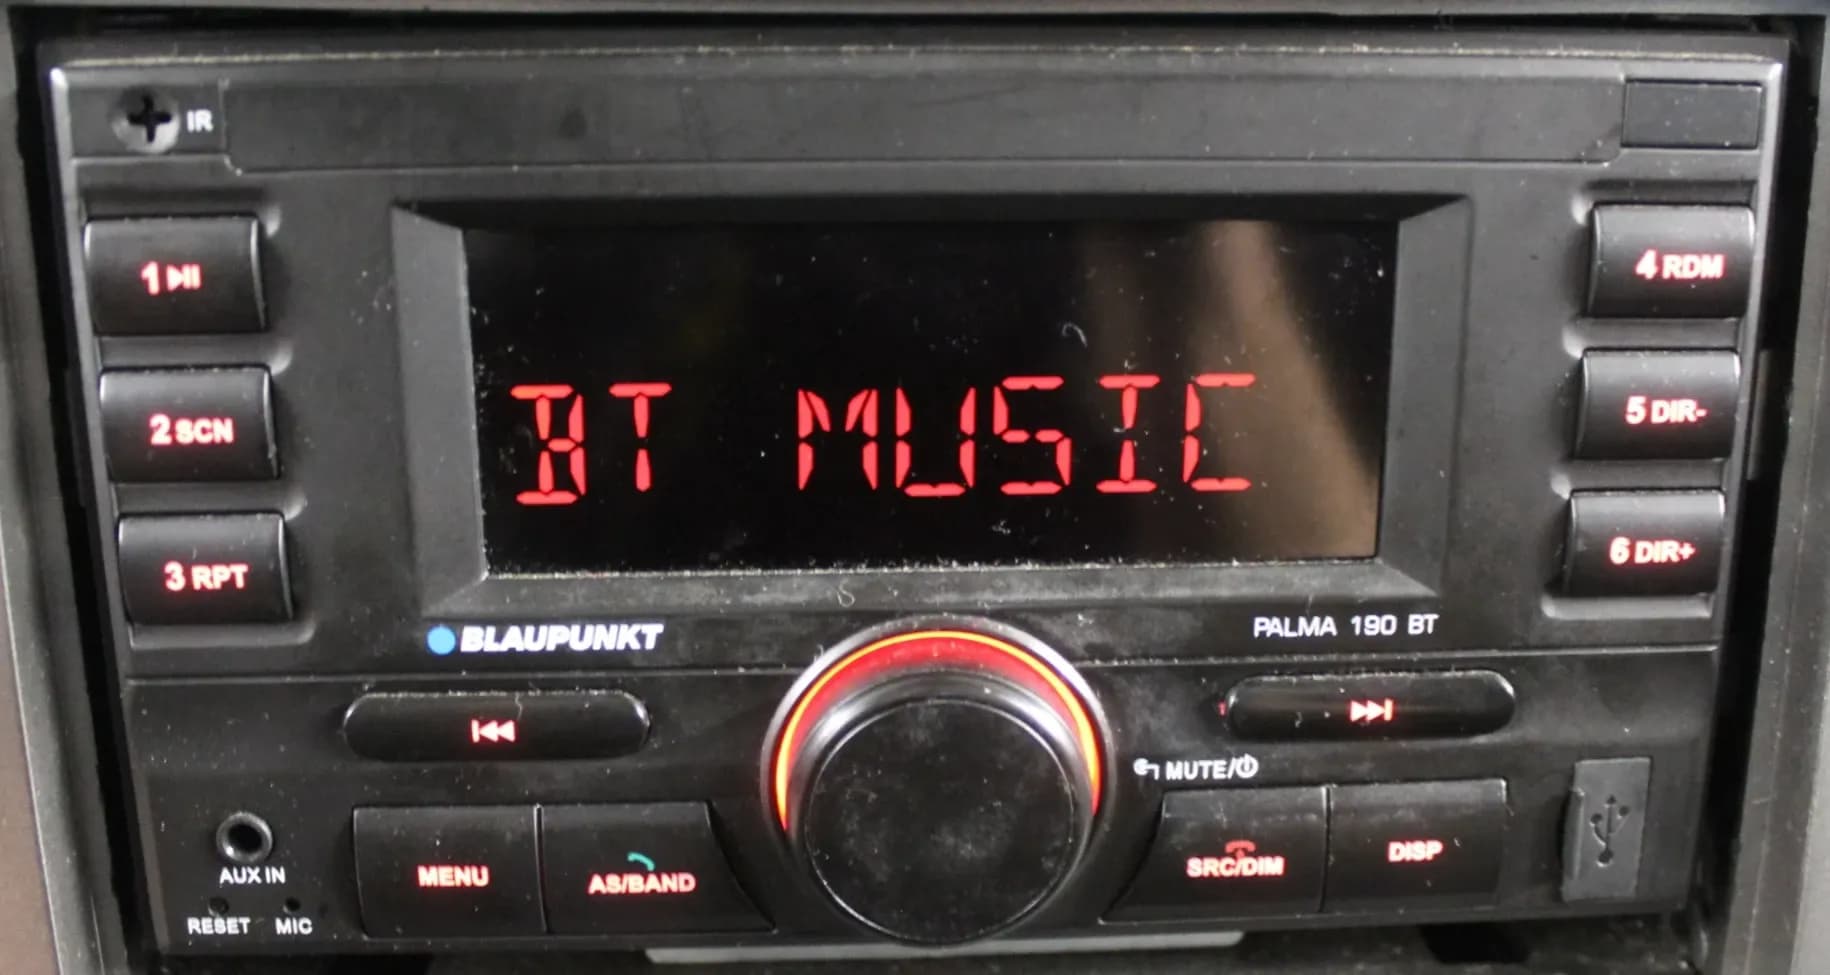 IR
1
4 RDM
BT MUSIC
2 SCN
5 DIR-
3 RPT
6 DIR+
BLAUPUNKT
PALMA 190 BT
MUTE/
MENU
AS/BAND
SRC/DIM
DISP
AUX IN
RESET
MIC